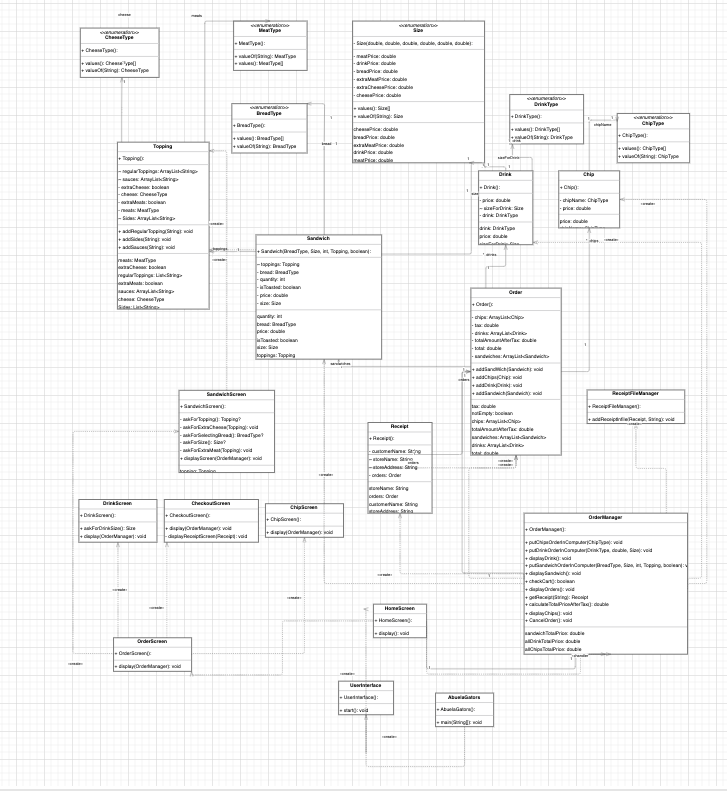 cheese
meats
<<enumeration>>
CheeseType
+ CheeseType():
+ values(): CheeseType[]
+ valueOf(String): CheeseType
<<enumeration>>
MeatType
+ MeatType():
+ valueOf(String): MeatType
+ values(): MeatType[]
<<enumeration>>
Size
- Size(double, double, double, double, double, double):
- meatPrice: double
- drinkPrice: double
- breadPrice: double
- extraMeatPrice: double
- extraCheesePrice: double
- cheesePrice: double
+ values(): Size[]
+ valueOf(String): Size
cheesePrice: double
breadPrice: double
extraMeatPrice: double
extraCheesePrice: double
drinkPrice: double
meatPrice: double
<<enumeration>>
BreadType
+ BreadType():
+ values(): BreadType[]
+ valueOf(String): BreadType
<<enumeration>>
DrinkType
+ DrinkType():
+ values(): DrinkType[]
+ valueOf(String): DrinkType
<<enumeration>>
ChipType
+ ChipType():
+ values(): ChipType[]
+ valueOf(String): ChipType
chipName
bread
Topping
+ Topping():
- regularToppings: ArrayList<String>
- sauces: ArrayList<String>
- extraCheese: boolean
- cheese: CheeseType
- extraMeats: boolean
- meats: MeatType
- Sides: ArrayList<String>
+ addRegularTopping(String): void
+ addSides(String): void
+ addSauces(String): void
meats: MeatType
extraCheese: boolean
regularToppings: List<String>
extraMeats: boolean
sauces: ArrayList<String>
cheese: CheeseType
Sides: List<String>
Drink
+ Drink():
- price: double
- sizeForDrink: Size
- drink: DrinkType
drink: DrinkType
price: double
sizeForDrink: Size
Chip
+ Chip():
- chipName: ChipType
- price: double
price: double
«create»
Sandwich
+ Sandwich(BreadType, Size, int, Topping, boolean):
- toppings: Topping
- bread: BreadType
- quantity: int
- isToasted: boolean
- price: double
- size: Size
quantity: int
bread: BreadType
price: double
isToasted: boolean
size: Size
toppings: Topping
toppings
«create»
«create»
* drinks
* chips
«create»
Order
+ Order():
- chips: ArrayList<Chip>
- tax: double
- drinks: ArrayList<Drink>
- totalAmountAfterTax: double
- total: double
- sandwiches: ArrayList<Sandwich>
+ addSandWich(Sandwich): void
+ addChips(Chip): void
+ addDrink(Drink): void
+ addSandwich(Sandwich): void
tax: double
notEmpty: boolean
chips: ArrayList<Chip>
totalAmountAfterTax: double
sandwiches: ArrayList<Sandwich>
drinks: ArrayList<Drink>
total: double
sandwiches
SandwichScreen
+ SandwichScreen():
- askForTopping(): Topping?
- askForExtraCheese(Topping): void
- askForSelectingBread(): BreadType?
- askForSize(): Size?
- askForExtraMeat(Topping): void
+ displayScreen(OrderManager): void
topping: Topping
Receipt
+ Receipt():
- customerName: String
- storeName: String
- storeAddress: String
- orders: Order
storeName: String
orders: Order
customerName: String
storeAddress: String
«create»
«create»
ReceiptFileManager
+ ReceiptFileManager():
+ addReceiptInfile(Receipt, String): void
DrinkScreen
+ DrinkScreen():
+ askForDrinkSize(): Size
+ display(OrderManager): void
CheckoutScreen
+ CheckoutScreen():
+ display(OrderManager): void
+ displayReceiptScreen(Receipt): void
ChipScreen
+ ChipScreen():
+ display(OrderManager): void
OrderManager
+ OrderManager():
+ putChipsOrderInComputer(ChipType): void
+ putDrinkOrderInComputer(DrinkType, double, Size): void
+ displayDrink(): void
+ putSandwichOrderInComputer(BreadType, Size, int, Topping, boolean): v
+ displaySandwich(): void
+ checkCart(): boolean
+ displayOrders(): void
+ getReceipt(String): Receipt
+ calculateTotalPriceAfterTax(): double
+ displayChips(): void
+ CancelOrder(): void
sandwichTotalPrice: double
allDrinkTotalPrice: double
allChipsTotalPrice: double
«create»
«create»
«create»
«create»
HomeScreen
+ HomeScreen():
+ display(): void
OrderScreen
+ OrderScreen():
+ display(OrderManager): void
«create»
«create»
UserInterface
+ UserInterface():
+ start(): void
AbuelaGators
+ AbuelaGators():
+ main(String[]): void
«create»